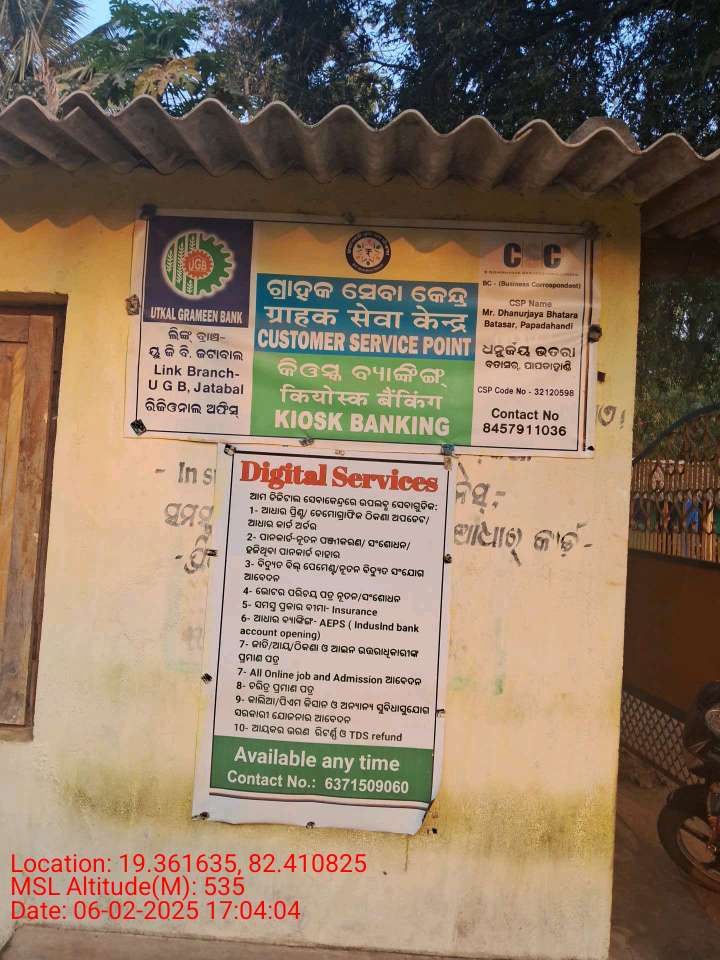 UGB
UTKAL GRAMEEN BANK
ଲିଙ୍କ୍ ବ୍ରାଞ୍ଚ-
ୟୁ ଜି ବି, ଜଟାବାଲ
Link Branch-
U G B, Jatabal
ରିଜିଓନାଲ ଅଫିସ୍
ଗ୍ରାହକ ସେବା କେନ୍ଦ୍ର
ग्राहक सेवा केन्द्र
CUSTOMER SERVICE POINT
କିଓସ୍କ ବ୍ୟାଙ୍କିଙ୍ଗ୍
कियोस्क बैंकिंग
KIOSK BANKING
BC - (Business Correspondent)
CSP Name
Mr. Dhanurjaya Bhatara
Batasar, Papadahandi
ଧନୁର୍ଜୟ ଭତରା
ବତାସର, ପାପଡାହାଣ୍ଡି
CSP Code No - 32120598
Contact No
8457911036
Digital Services
ଆମ ଡିଜିଟାଲ ସେବାକେନ୍ଦ୍ରରେ ଉପଲବ୍ଧ ସେବାଗୁଡିକ:
1- ଆଧାର ପ୍ରିଣ୍ଟ/ ଡେମୋଗ୍ରାଫିକ ଠିକଣା ଅପଡେଟ/
ଆଧାର କାର୍ଡ ଅର୍ଡର
2- ପାନକାର୍ଡ-ନୂତନ ପଞ୍ଜୀକରଣ/ ସଂଶୋଧନ/
ହଜିଥିବା ପାନକାର୍ଡ ବାହାର
3- ବିଦ୍ୟୁତ ବିଲ୍ ପେମେଣ୍ଟ/ନୂତନ ବିଦ୍ୟୁତ ସଂଯୋଗ
ଆବେଦନ
4- ଭୋଟର ପରିଚୟ ପତ୍ର ନୂତନ/ସଂଶୋଧନ
5- ସମସ୍ତ ପ୍ରକାର ବୀମା- Insurance
6- ଆଧାର ବ୍ୟାଙ୍କିଙ୍ଗ- AEPS ( IndusInd bank
account opening)
7- ଜାତି/ଆୟ/ଠିକଣା ଓ ଆଇନ ଉତ୍ତରାଧିକାରୀଙ୍କ
ପ୍ରମାଣ ପତ୍ର
7- All Online job and Admission ଆବେଦନ
8- ଚରିତ୍ର ପ୍ରମାଣ ପତ୍ର
9- କାଲିଆ/ପିଏମ କିସାନ ଓ ଅନ୍ୟାନ୍ୟ ସୁବିଧାସୁଯୋଗ
ସରକାରୀ ଯୋଜନାର ଆବେଦନ
10- ଆୟକର ଭରଣ ରିଟର୍ଣ୍ଣ ଓ TDS refund
Available any time
Contact No.: 6371509060
- In s
ସମସ୍ତ
ଆଧାର୍ କାର୍ଡ଼-
Location: 19.361635, 82.410825
MSL Altitude(M): 535
Date: 06-02-2025 17:04:04